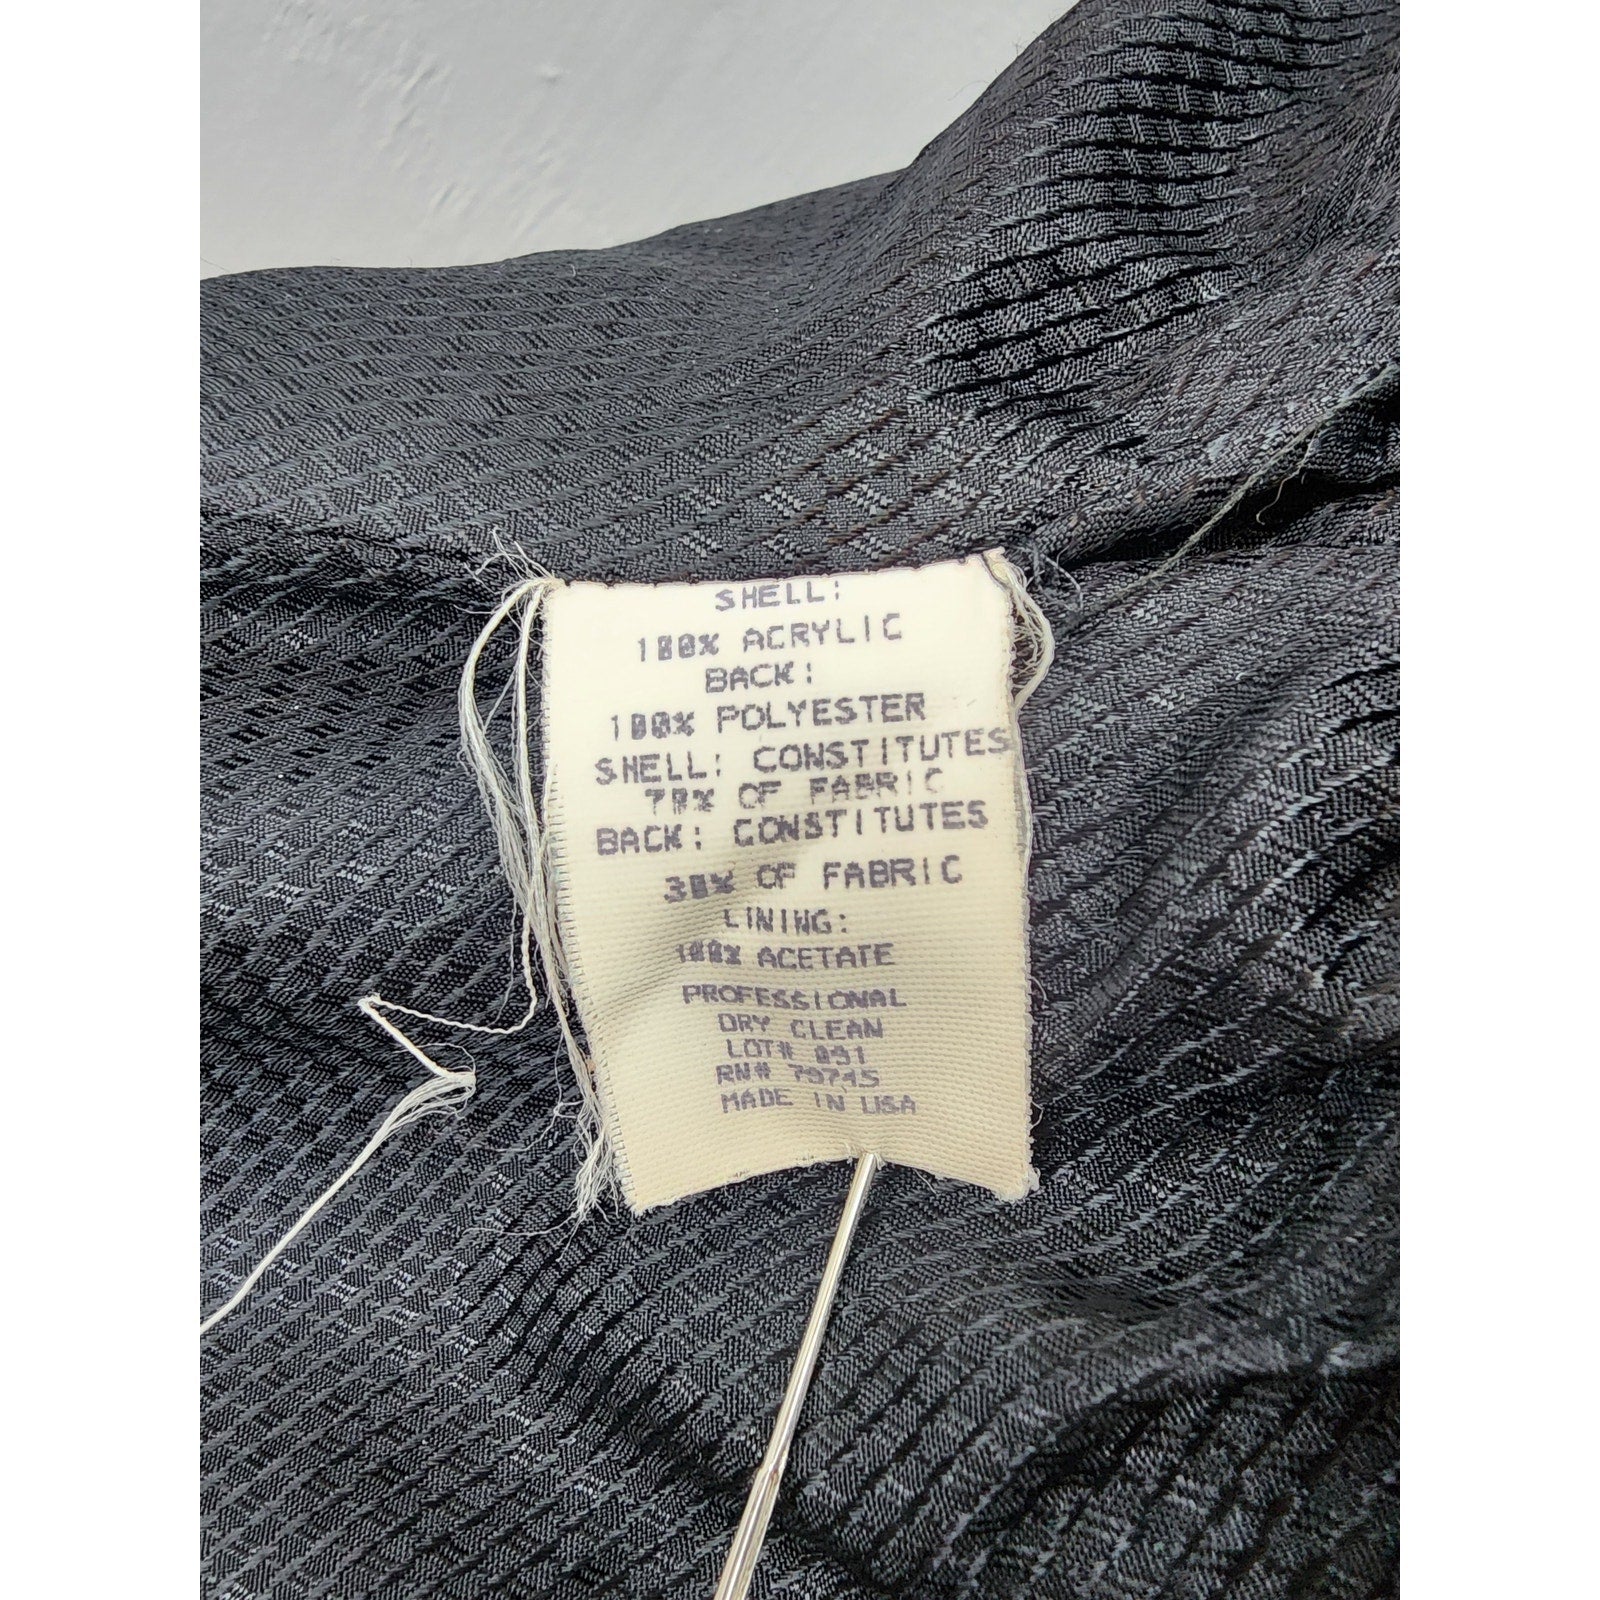 SHELL:
100% ACRYLIC
BACK:
100% POLYESTER
SHELL: CONSTITUTES
70% OF FABRIC
BACK: CONSTITUTES
30% OF FABRIC
LINING:
100% ACETATE
PROFESSIONAL
DRY CLEAN
LOT# 091
RN# 79745
MADE IN USA